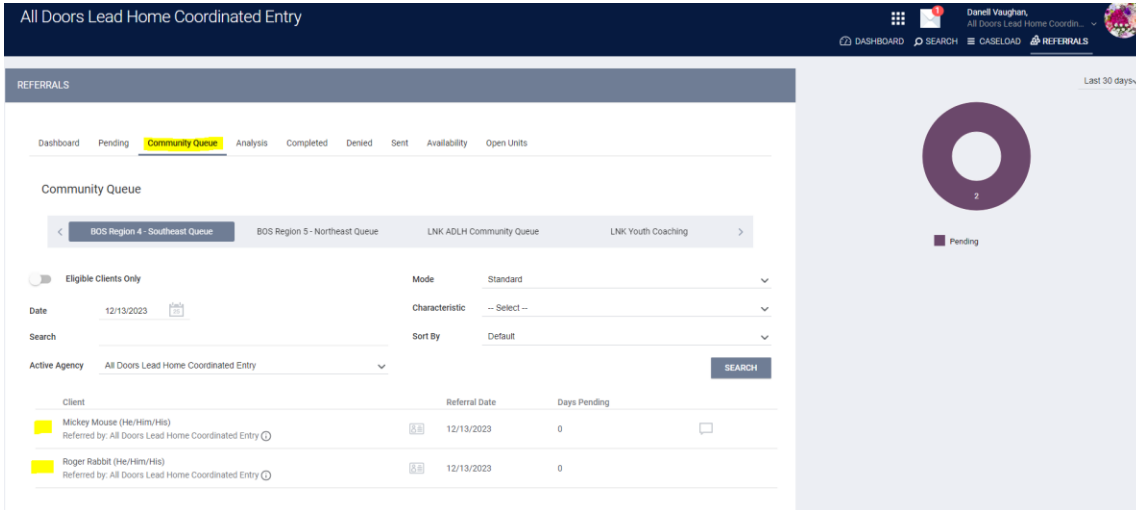 All Doors Lead Home Coordinated Entry
1
Danell Vaughan,
All Doors Lead Home Coordin...
DASHBOARD SEARCH CASELOAD REFERRALS
REFERRALS
Last 30 days
Dashboard Pending Community Queue Analysis Completed Denied Sent Availability Open Units
Community Queue
BOS Region 4 - Southeast Queue BOS Region 5 - Northeast Queue LNK ADLH Community Queue LNK Youth Coaching
2
Pending
Eligible Clients Only
Mode Standard
Date 12/13/2023 25
Characteristic -- Select --
Search
Sort By Default
Active Agency All Doors Lead Home Coordinated Entry
SEARCH
Client Referral Date Days Pending
Mickey Mouse (He/Him/His)
Referred by: All Doors Lead Home Coordinated Entry
12/13/2023 0
Roger Rabbit (He/Him/His)
Referred by: All Doors Lead Home Coordinated Entry
12/13/2023 0